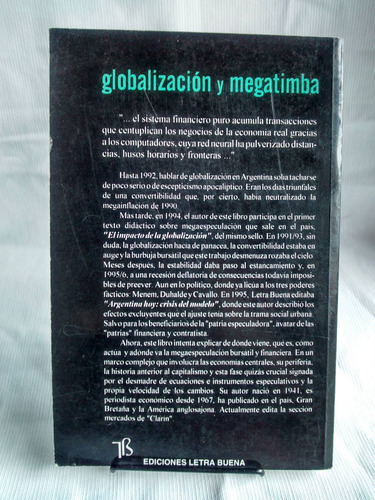 globalización y megatimba
"... el sistema financiero puro acumula transacciones
que centuplican los negocios de la economía real gracias
a los computadores, cuya red neural ha pulverizado distan-
cias, husos horarios y fronteras ..."
Hasta 1992, hablar de globalización en Argentina solía tacharse
de poco serio o de escepticismo apocalíptico. Eran los días triunfales
de una convertibilidad que, por cierto, había neutralizado la
megainflación de 1990.
Mas tarde, en 1994, el autor de este libro participa en el primer
texto didáctico sobre megaespeculación que sale en el país,
"El impacto de la globalización", del mismo sello. En 1991/93, sin
duda, la globalización hacía de panacea, la convertibilidad estaba en
auge y la burbuja bursátil que este trabajo desmenuza rozaba el cielo.
Meses después, la estabilidad daba paso al estancamiento y, en
1995/6, a una recesión deflatoria de consecuencias todavía imposi-
bles de preever. Aun en lo político, donde ya licúa a los tres poderes
fácticos: Menem, Duhalde y Cavallo. En 1995, Letra Buena editaba
"Argentina hoy: crisis del modelo", donde este autor describió los
efectos excluyentes que el ajuste tenía sobre la trama social urbana.
Salvo para los beneficiarios de la "patria especuladora", avatar de las
"patrias" financiera y contratista.
Ahora, este libro intenta explicar de dónde viene, qué es, como
actúa y adónde va la megaespeculación bursátil y financiera. En un
marco complejo que involucra las economías centrales, su periferia,
la historia anterior al capitalismo y esta fase quizás crucial signada
por el desmadre de ecuaciones e instrumentos especulativos y la
propia velocidad de los cambios. Su autor nació en 1941, es
periodista económico desde 1967, ha publicado en el país, Gran
Bretaña y la América anglosajona. Actualmente edita la sección
mercados de "Clarín"
EDICIONES LETRA BUENA